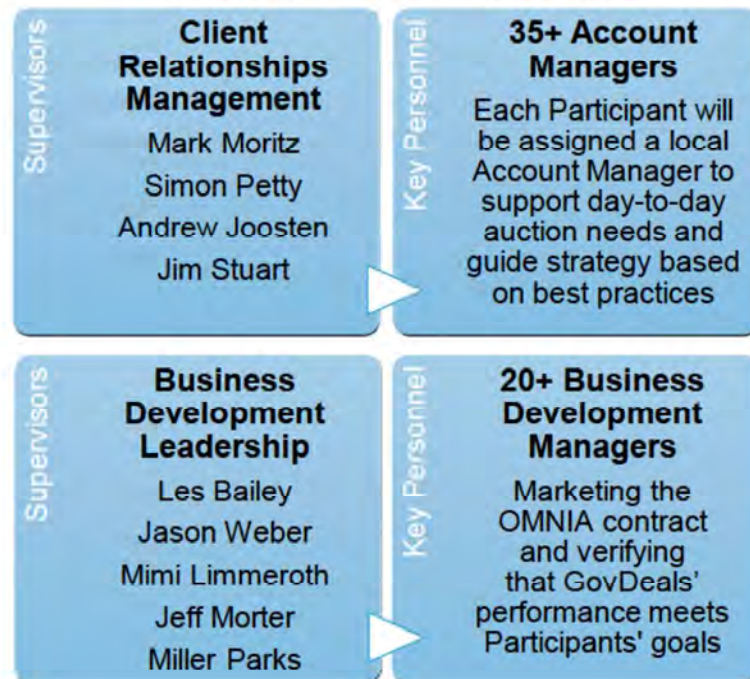 Supervisors
Client
Relationships
Management
Mark Moritz
Simon Petty
Andrew Joosten
Jim Stuart
Key Personnel
35+ Account
Managers
Each Participant will
be assigned a local
Account Manager to
support day-to-day
auction needs and
guide strategy based
on best practices
Supervisors
Business
Development
Leadership
Les Bailey
Jason Weber
Mimi Limmeroth
Jeff Morter
Miller Parks
Key Personnel
20+ Business
Development
Managers
Marketing the
OMNIA contract
and verifying
that GovDeals’
performance meets
Participants' goals